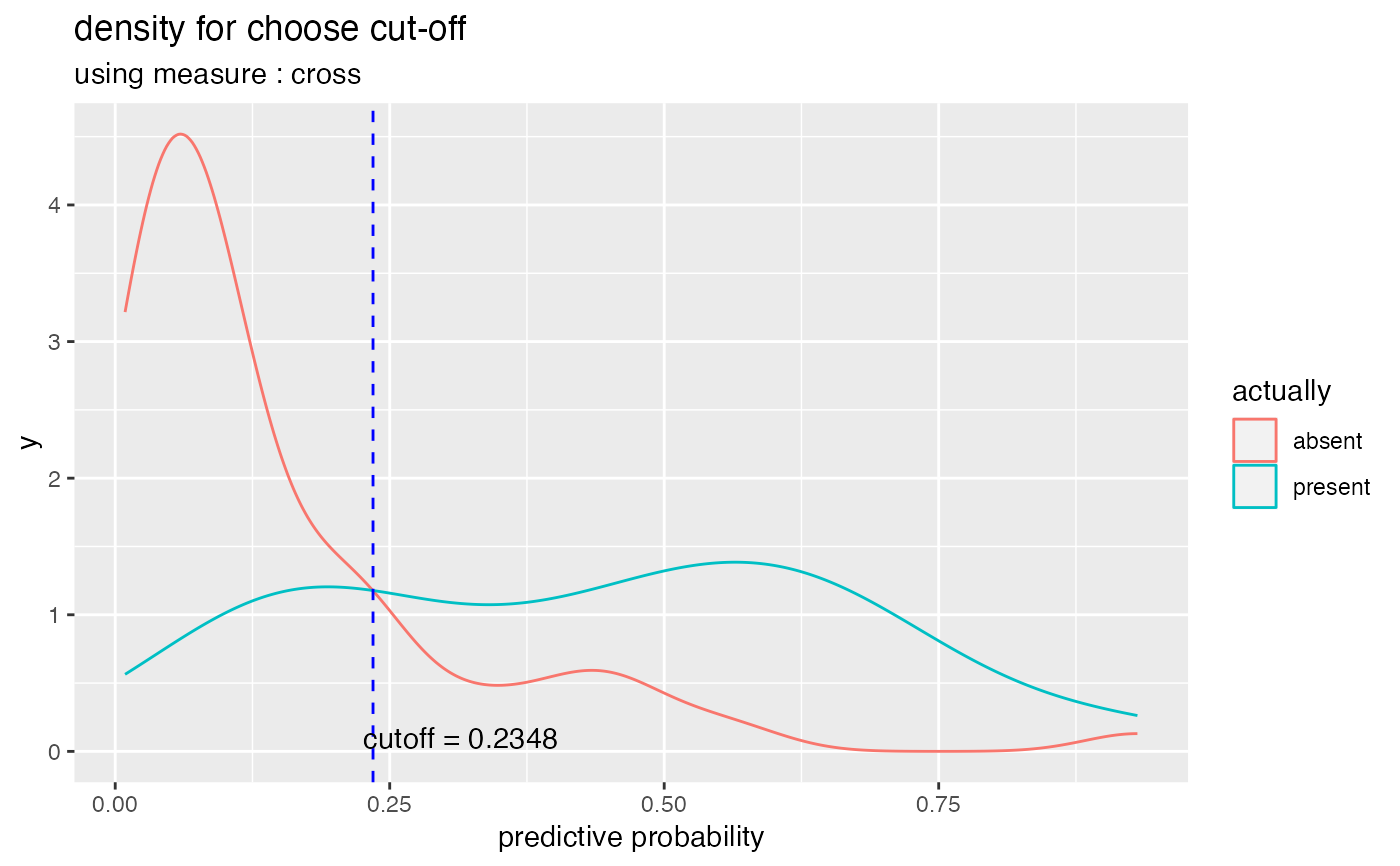 density for choose cut-off
using measure : cross
4
3
2
1
0
y
cutoff = 0.2348
0.00 0.25 0.50 0.75
predictive probability
actually
absent
present